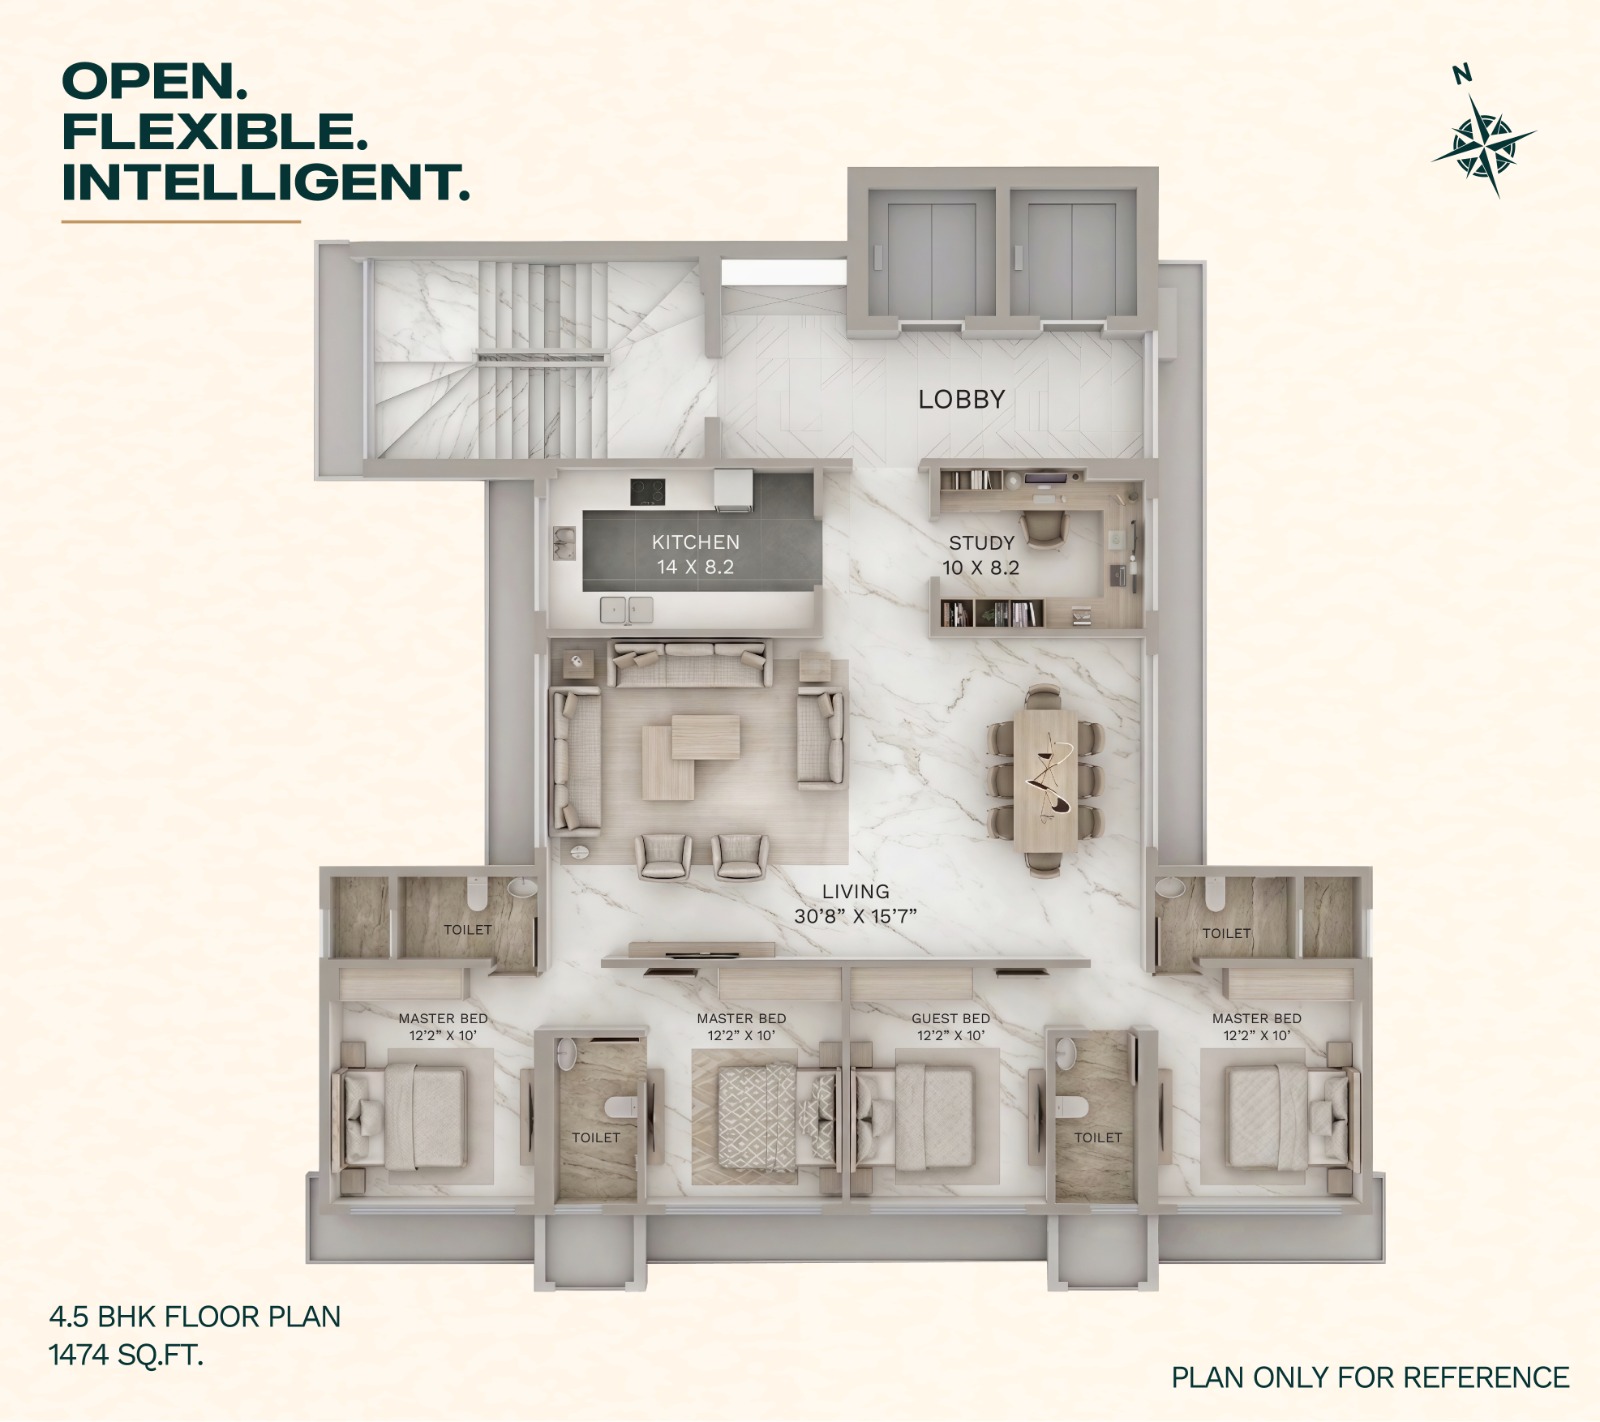 OPEN.
FLEXIBLE.
INTELLIGENT.
N
LOBBY
KITCHEN
14 X 8.2
STUDY
10 X 8.2
LIVING
30'8" X 15'7"
TOILET
TOILET
MASTER BED
12'2" X 10'
MASTER BED
12'2" X 10'
GUEST BED
12'2" X 10'
MASTER BED
12'2" X 10'
TOILET
TOILET
4.5 BHK FLOOR PLAN
1474 SQ.FT.
PLAN ONLY FOR REFERENCE